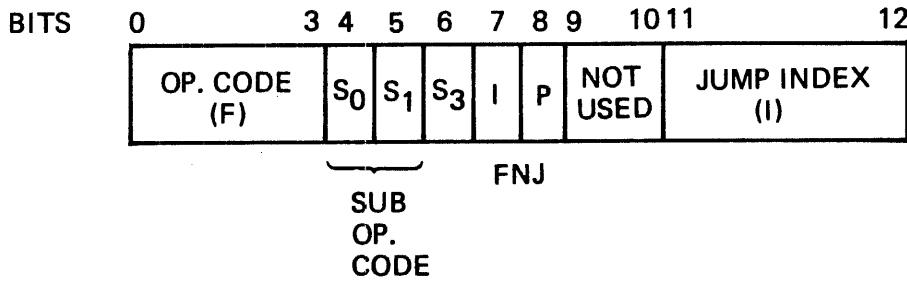 BITS 0 3 4 5 6 7 8 9 10 11 12
OP. CODE
(F)
S0 S1 S3 I P
NOT
USED
JUMP INDEX
(I)
SUB
OP.
CODE
FNJ